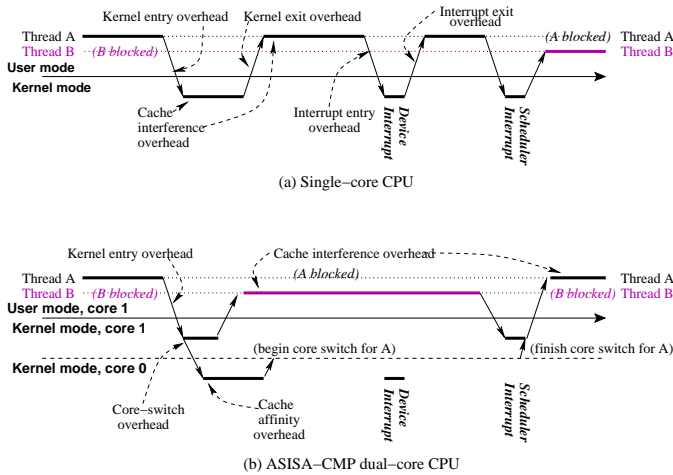 Kernel entry overhead
Kernel exit overhead
Interrupt exit
overhead
Thread A
(A blocked)
Thread A
Thread B
(B blocked)
Thread B
User mode
Kernel mode
Cache
interference
overhead
Interrupt entry
overhead
Device
Interrupt
Scheduler
Interrupt
(a) Single−core CPU
Kernel entry overhead
Cache interference overhead
Thread A
(A blocked)
Thread A
Thread B
(B blocked)
(B blocked)
Thread B
User mode, core 1
Kernel mode, core 1
(begin core switch for A)
(finish core switch for A)
Kernel mode, core 0
Core−switch
overhead
Cache
affinity
overhead
Device
Interrupt
Scheduler
Interrupt
(b) ASISA−CMP dual−core CPU